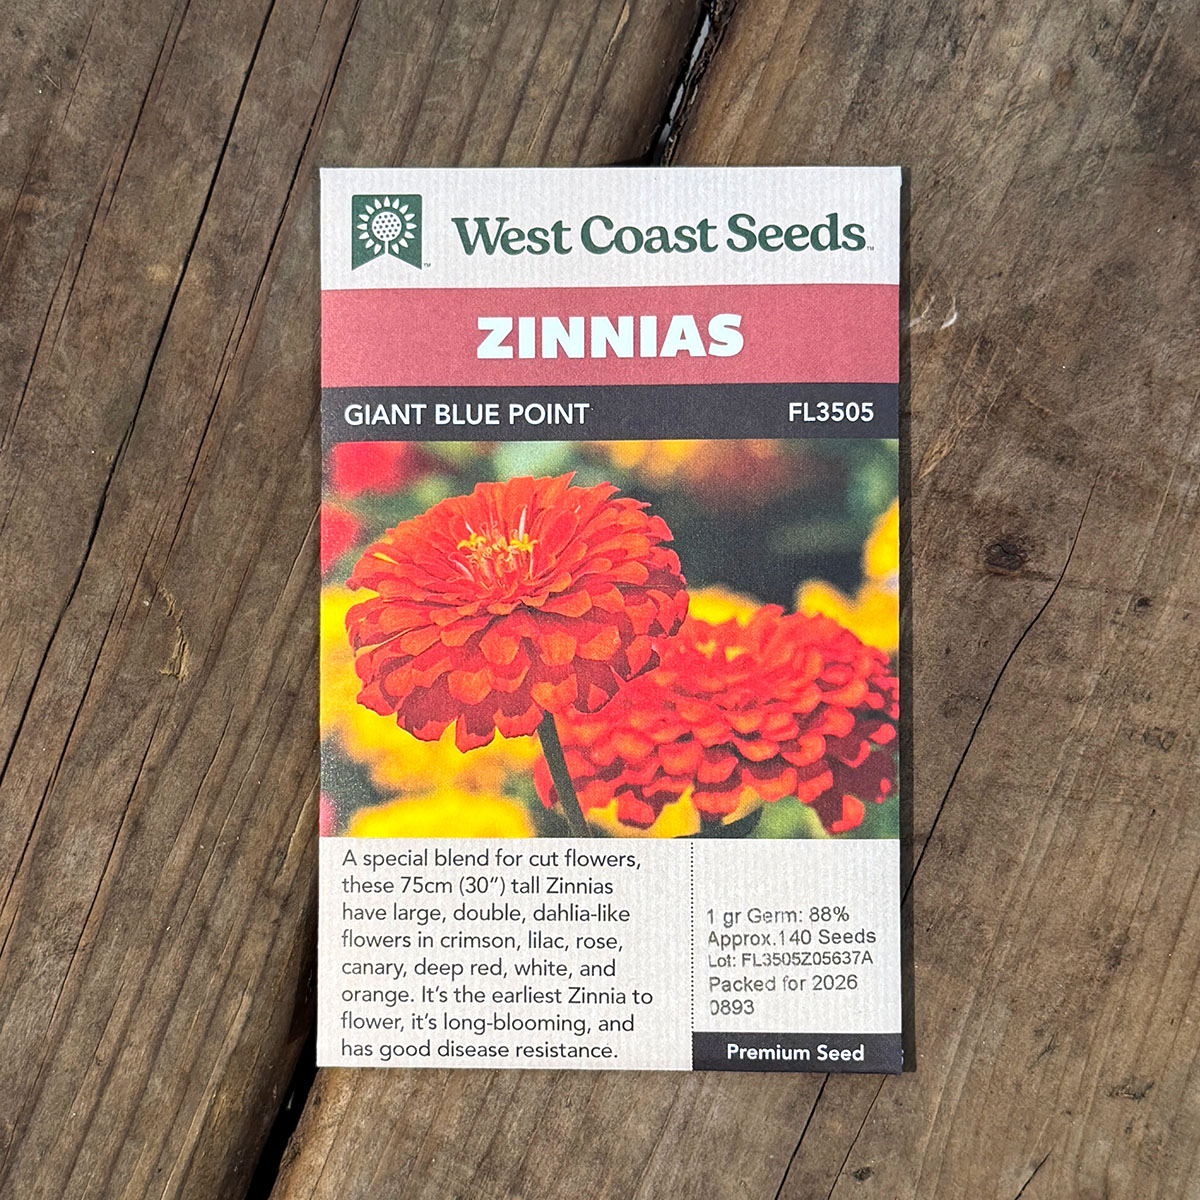 West Coast Seeds™
ZINNIAS
GIANT BLUE POINT
FL3505
A special blend for cut flowers,
these 75cm (30") tall Zinnias
have large, double, dahlia-like
flowers in crimson, lilac, rose,
canary, deep red, white, and
orange. It's the earliest Zinnia to
flower, it's long-blooming, and
has good disease resistance.
1 gr Germ: 88%
Approx.140 Seeds
Lot: FL3505Z05637A
Packed for 2026
0893
Premium Seed